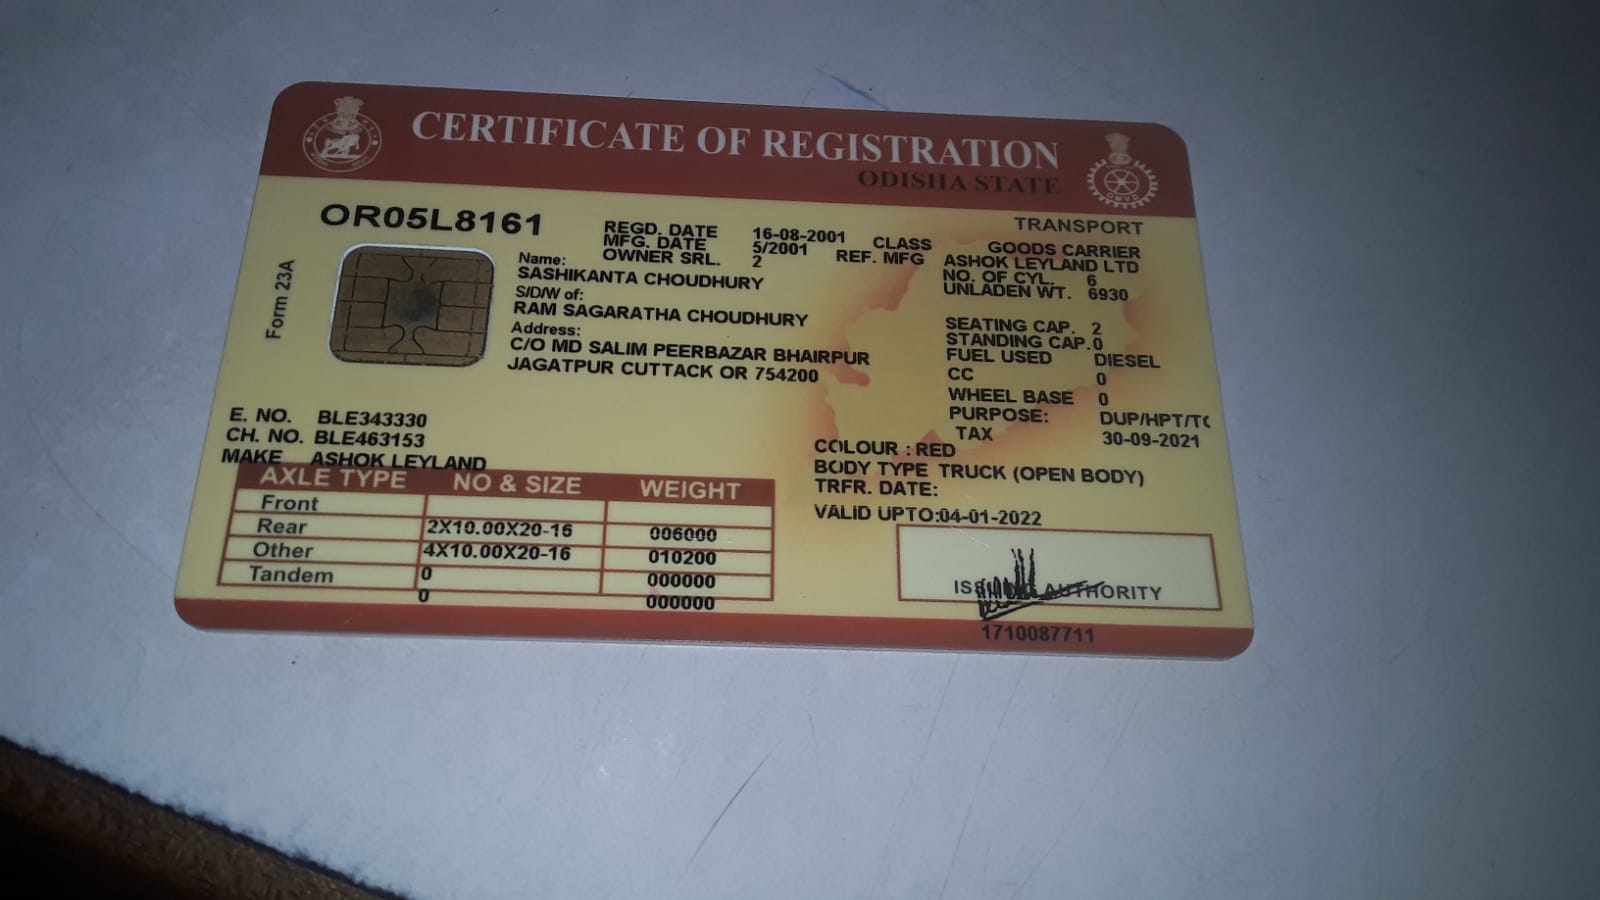 CERTIFICATE OF REGISTRATION
ODISHA STATE
OR05L8161
TRANSPORT
REGD. DATE 16-08-2001 CLASS GOODS CARRIER
MFG. DATE 5/2001 REF. MFG ASHOK LEYLAND LTD
OWNER SRL. 2
NO. OF CYL. 6
UNLADEN WT. 6930
Form 23A
Name:
SASHIKANTA CHOUDHURY
S/D/W of:
RAM SAGARATHA CHOUDHURY
Address:
C/O MD SALIM PEERBAZAR BHAIRPUR
JAGATPUR CUTTACK OR 754200
SEATING CAP. 2
STANDING CAP.0
FUEL USED DIESEL
CC 0
WHEEL BASE 0
PURPOSE: DUP/HPT/TO
TAX 30-09-2021
E. NO. BLE343330
CH. NO. BLE463153
MAKE ASHOK LEYLAND
COLOUR : RED
BODY TYPE TRUCK (OPEN BODY)
TRFR. DATE:
VALID UPTO:04-01-2022
AXLE TYPE NO & SIZE WEIGHT
Front
Rear 2X10.00X20-16 006000
Other 4X10.00X20-16 010200
Tandem 0 000000
0 000000
ISSUING AUTHORITY
1710087711